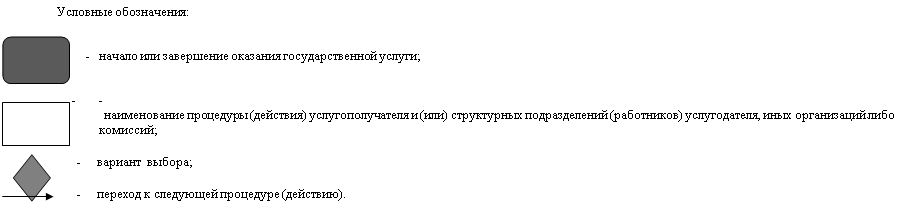 Условные обозначения:
- начало или завершение оказания государственной услуги;
- -
наименование процедуры (действия) услугополучателя и (или) структурных подразделений (работников) услугодателя, иных организаций либо
комиссий;
- вариант выбора;
- переход к следующей процедуре (действию).